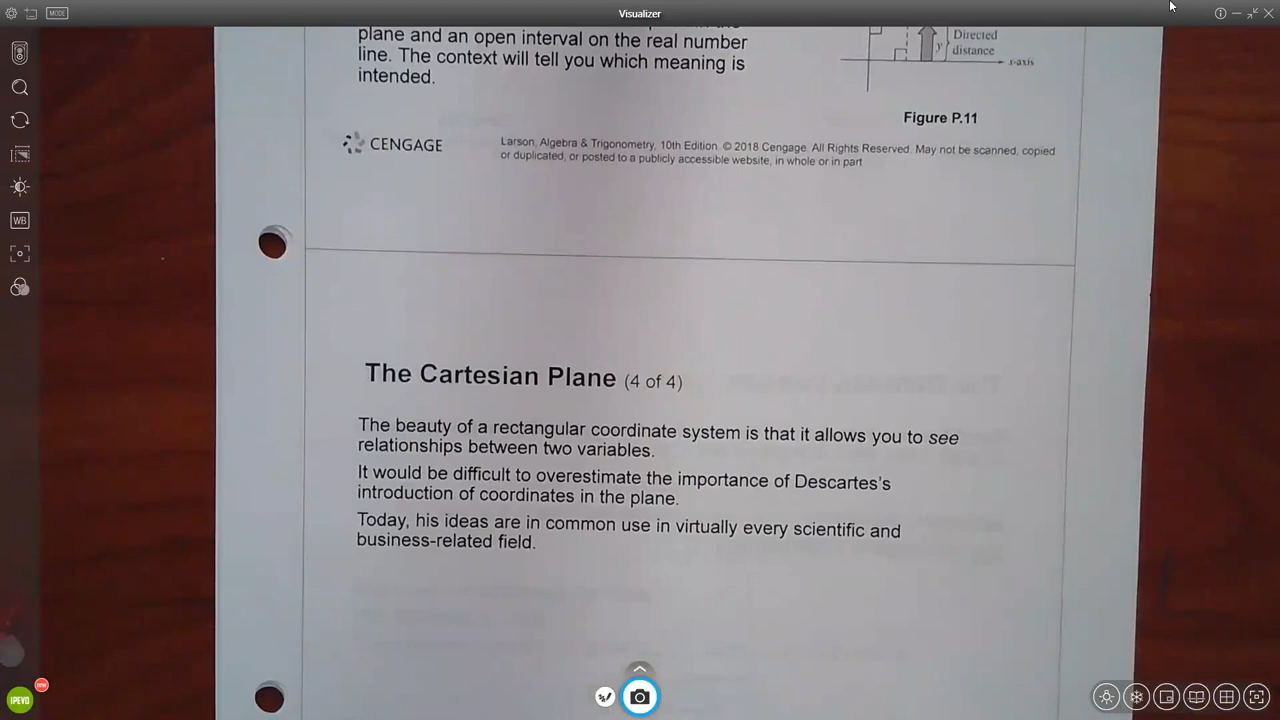 Visualizer
MODE
plane and an open interval on the real number
line. The context will tell you which meaning is
intended.
Directed
distance
y
x-axis
Figure P.11
CENGAGE
Larson, Algebra & Trigonometry, 10th Edition. © 2018 Cengage. All Rights Reserved. May not be scanned, copied
or duplicated, or posted to a publicly accessible website, in whole or in part
WB
The Cartesian Plane (4 of 4)
The beauty of a rectangular coordinate system is that it allows you to see
relationships between two variables.
It would be difficult to overestimate the importance of Descartes's
introduction of coordinates in the plane.
Today, his ideas are in common use in virtually every scientific and
business-related field.
IPEVO